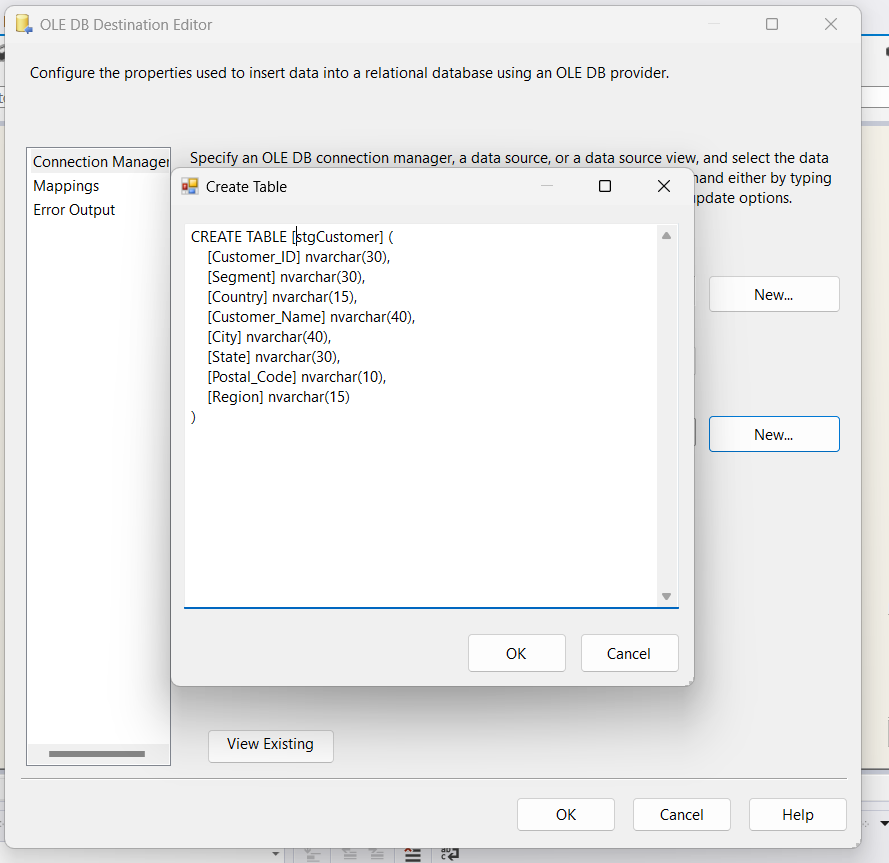 OLE DB Destination Editor
Configure the properties used to insert data into a relational database using an OLE DB provider.
Connection Manager
Mappings
Error Output
Specify an OLE DB connection manager, a data source, or a data source view, and select the data
either by typing
options.
Create Table
CREATE TABLE [stgCustomer] (
[Customer_ID] nvarchar(30),
[Segment] nvarchar(30),
[Country] nvarchar(15),
[Customer_Name] nvarchar(40),
[City] nvarchar(40),
[State] nvarchar(30),
[Postal_Code] nvarchar(10),
[Region] nvarchar(15)
)
New...
New...
OK
Cancel
View Existing
OK
Cancel
Help